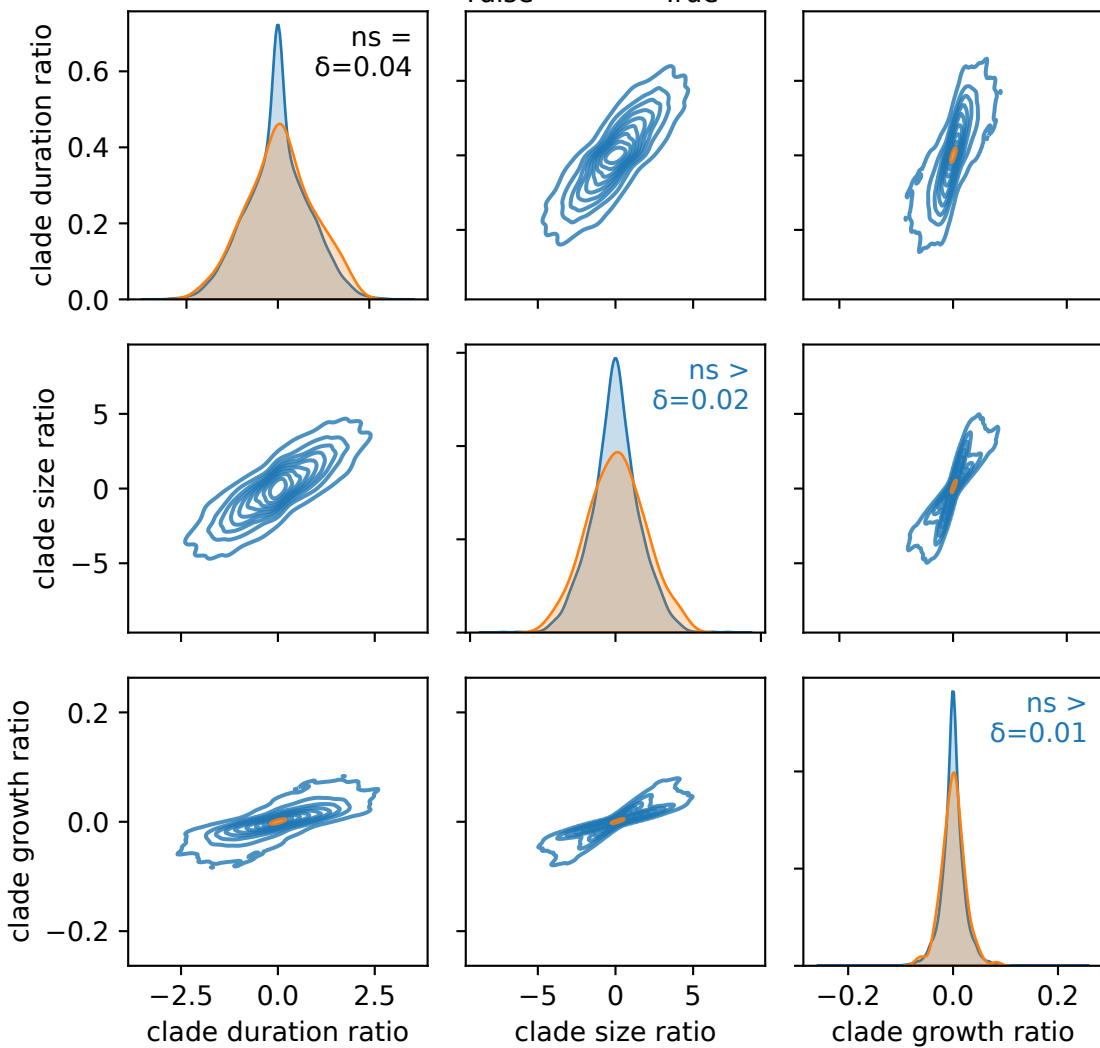 clade duration ratio
0.6
0.4
0.2
0.0
ns =
δ=0.04
clade size ratio
5
0
−5
ns >
δ=0.02
clade growth ratio
0.2
0.0
−0.2
ns >
δ=0.01
−2.5 0.0 2.5
−5 0 5
−0.2 0.0 0.2
clade duration ratio
clade size ratio
clade growth ratio